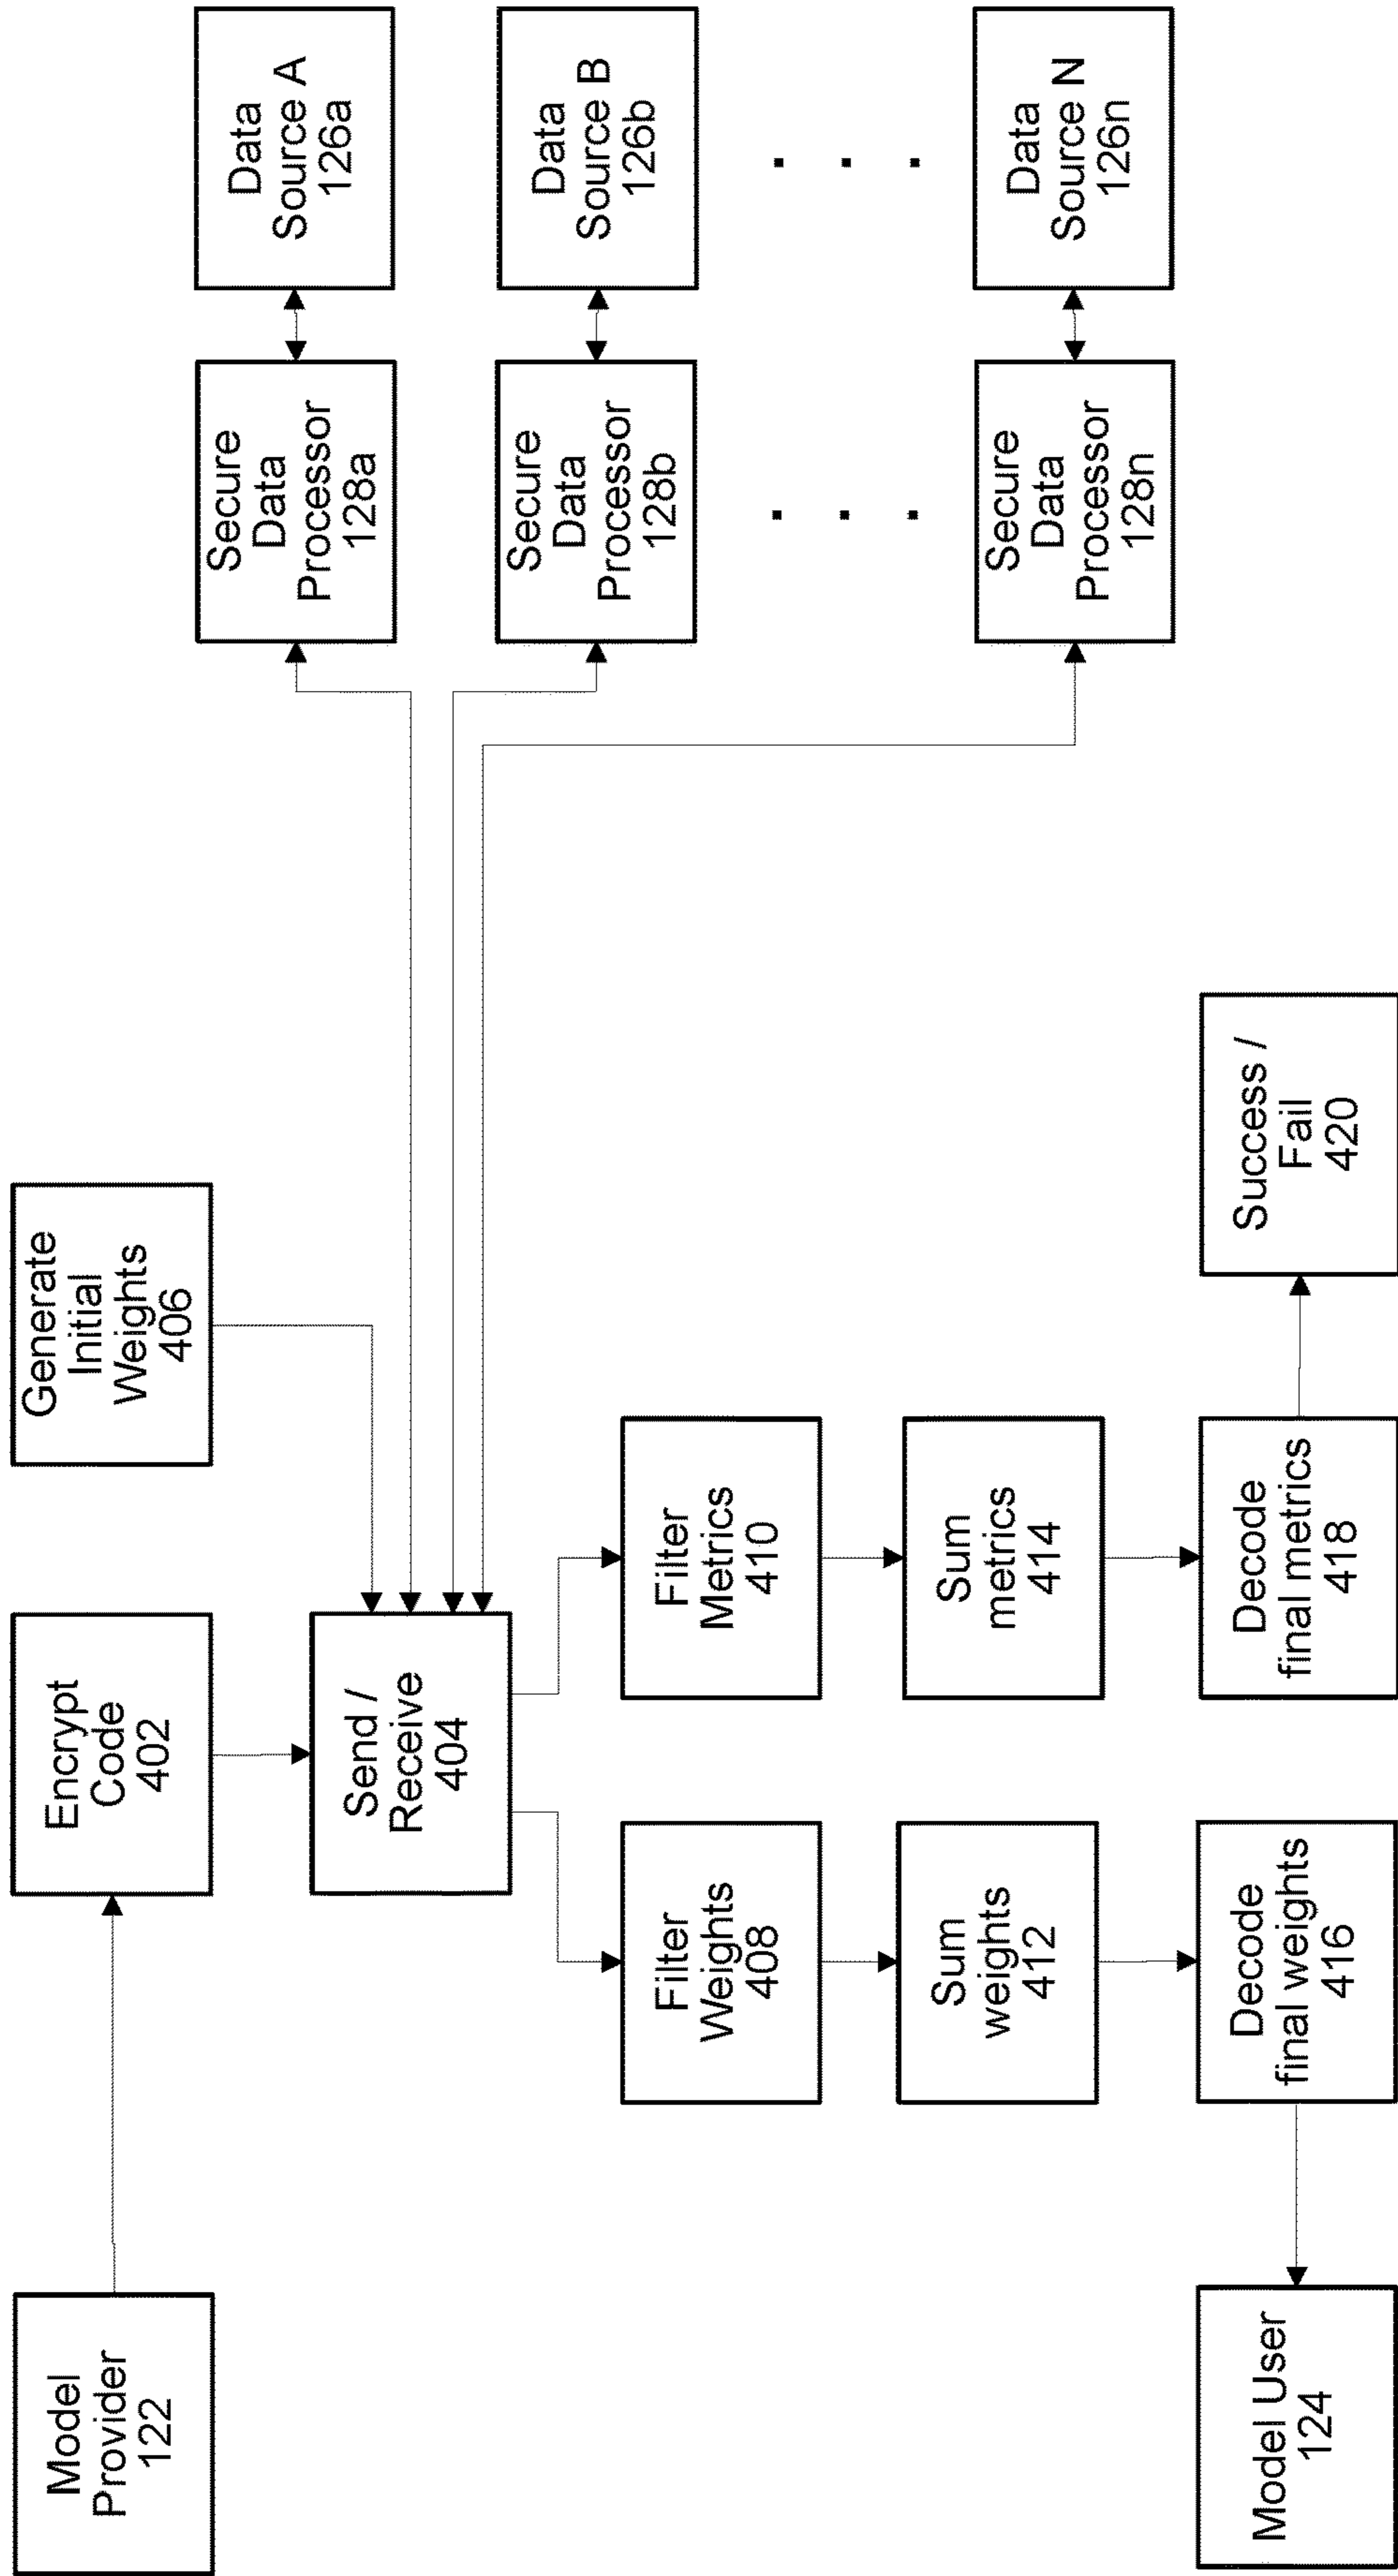 Model
Provider
122
Encrypt
Code
402
Generate
Initial
Weights
406
Secure
Data
Processor
128a
Data
Source A
126a
Send /
Receive
404
Secure
Data
Processor
128b
Data
Source B
126b
Filter
Weights
408
Filter
Metrics
410
. . .
. . .
Sum
weights
412
Sum
metrics
414
Secure
Data
Processor
128n
Data
Source N
126n
Model User
124
Decode
final weights
416
Decode
final metrics
418
Success /
Fail
420